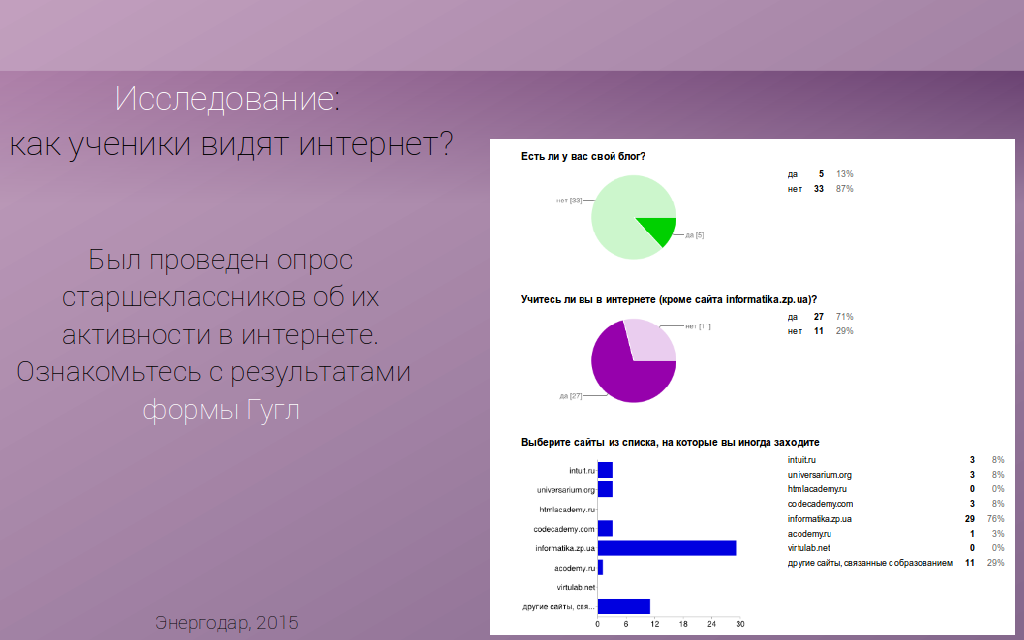 Исследование:
как ученики видят интернет?
Был проведен опрос
старшеклассников об их
активности в интернете.
Ознакомьтесь с результатами
формы Гугл
Энергодар, 2015
Есть ли у вас свой блог?
нет [33]
да [5]
да 5 13%
нет 33 87%
Учитесь ли вы в интернете (кроме сайта informatika.zp.ua)?
нет
да [27]
да 27 71%
нет 11 29%
Выберите сайты из списка, на которые вы иногда заходите
intuit.ru
universarium.org
htmlacademy.ru
codecademy.com
informatika.zp.ua
acodemy.ru
virtulab.net
другие сайты, свя...
0 6 12 18 24 30
intuit.ru 3 8%
universarium.org 3 8%
htmlacademy.ru 0 0%
codecademy.com 3 8%
informatika.zp.ua 29 76%
acodemy.ru 1 3%
virtulab.net 0 0%
другие сайты, связанные с образованием 11 29%